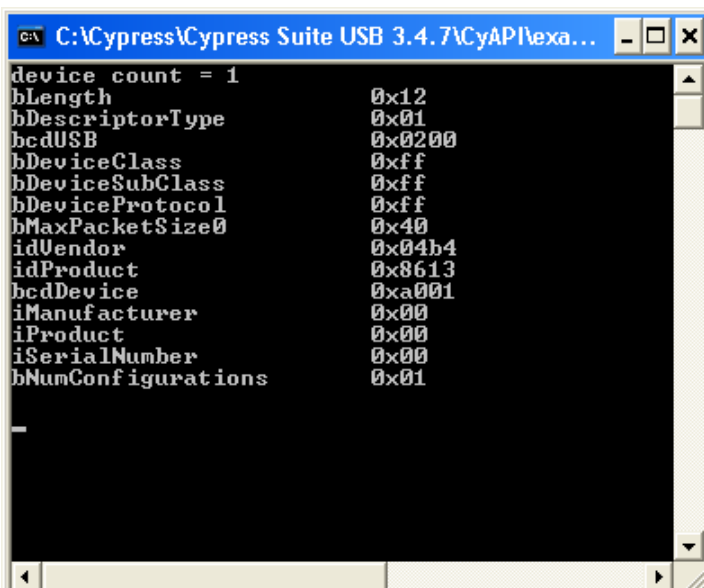 C:\Cypress\Cypress Suite USB 3.4.7\CyAPI\exa...
device count = 1
bLength 0x12
bDescriptorType 0x01
bcdUSB 0x0200
bDeviceClass 0xff
bDeviceSubClass 0xff
bDeviceProtocol 0xff
bMaxPacketSize0 0x40
idVendor 0x04b4
idProduct 0x8613
bcdDevice 0xa001
iManufacturer 0x00
iProduct 0x00
iSerialNumber 0x00
bNumConfigurations 0x01